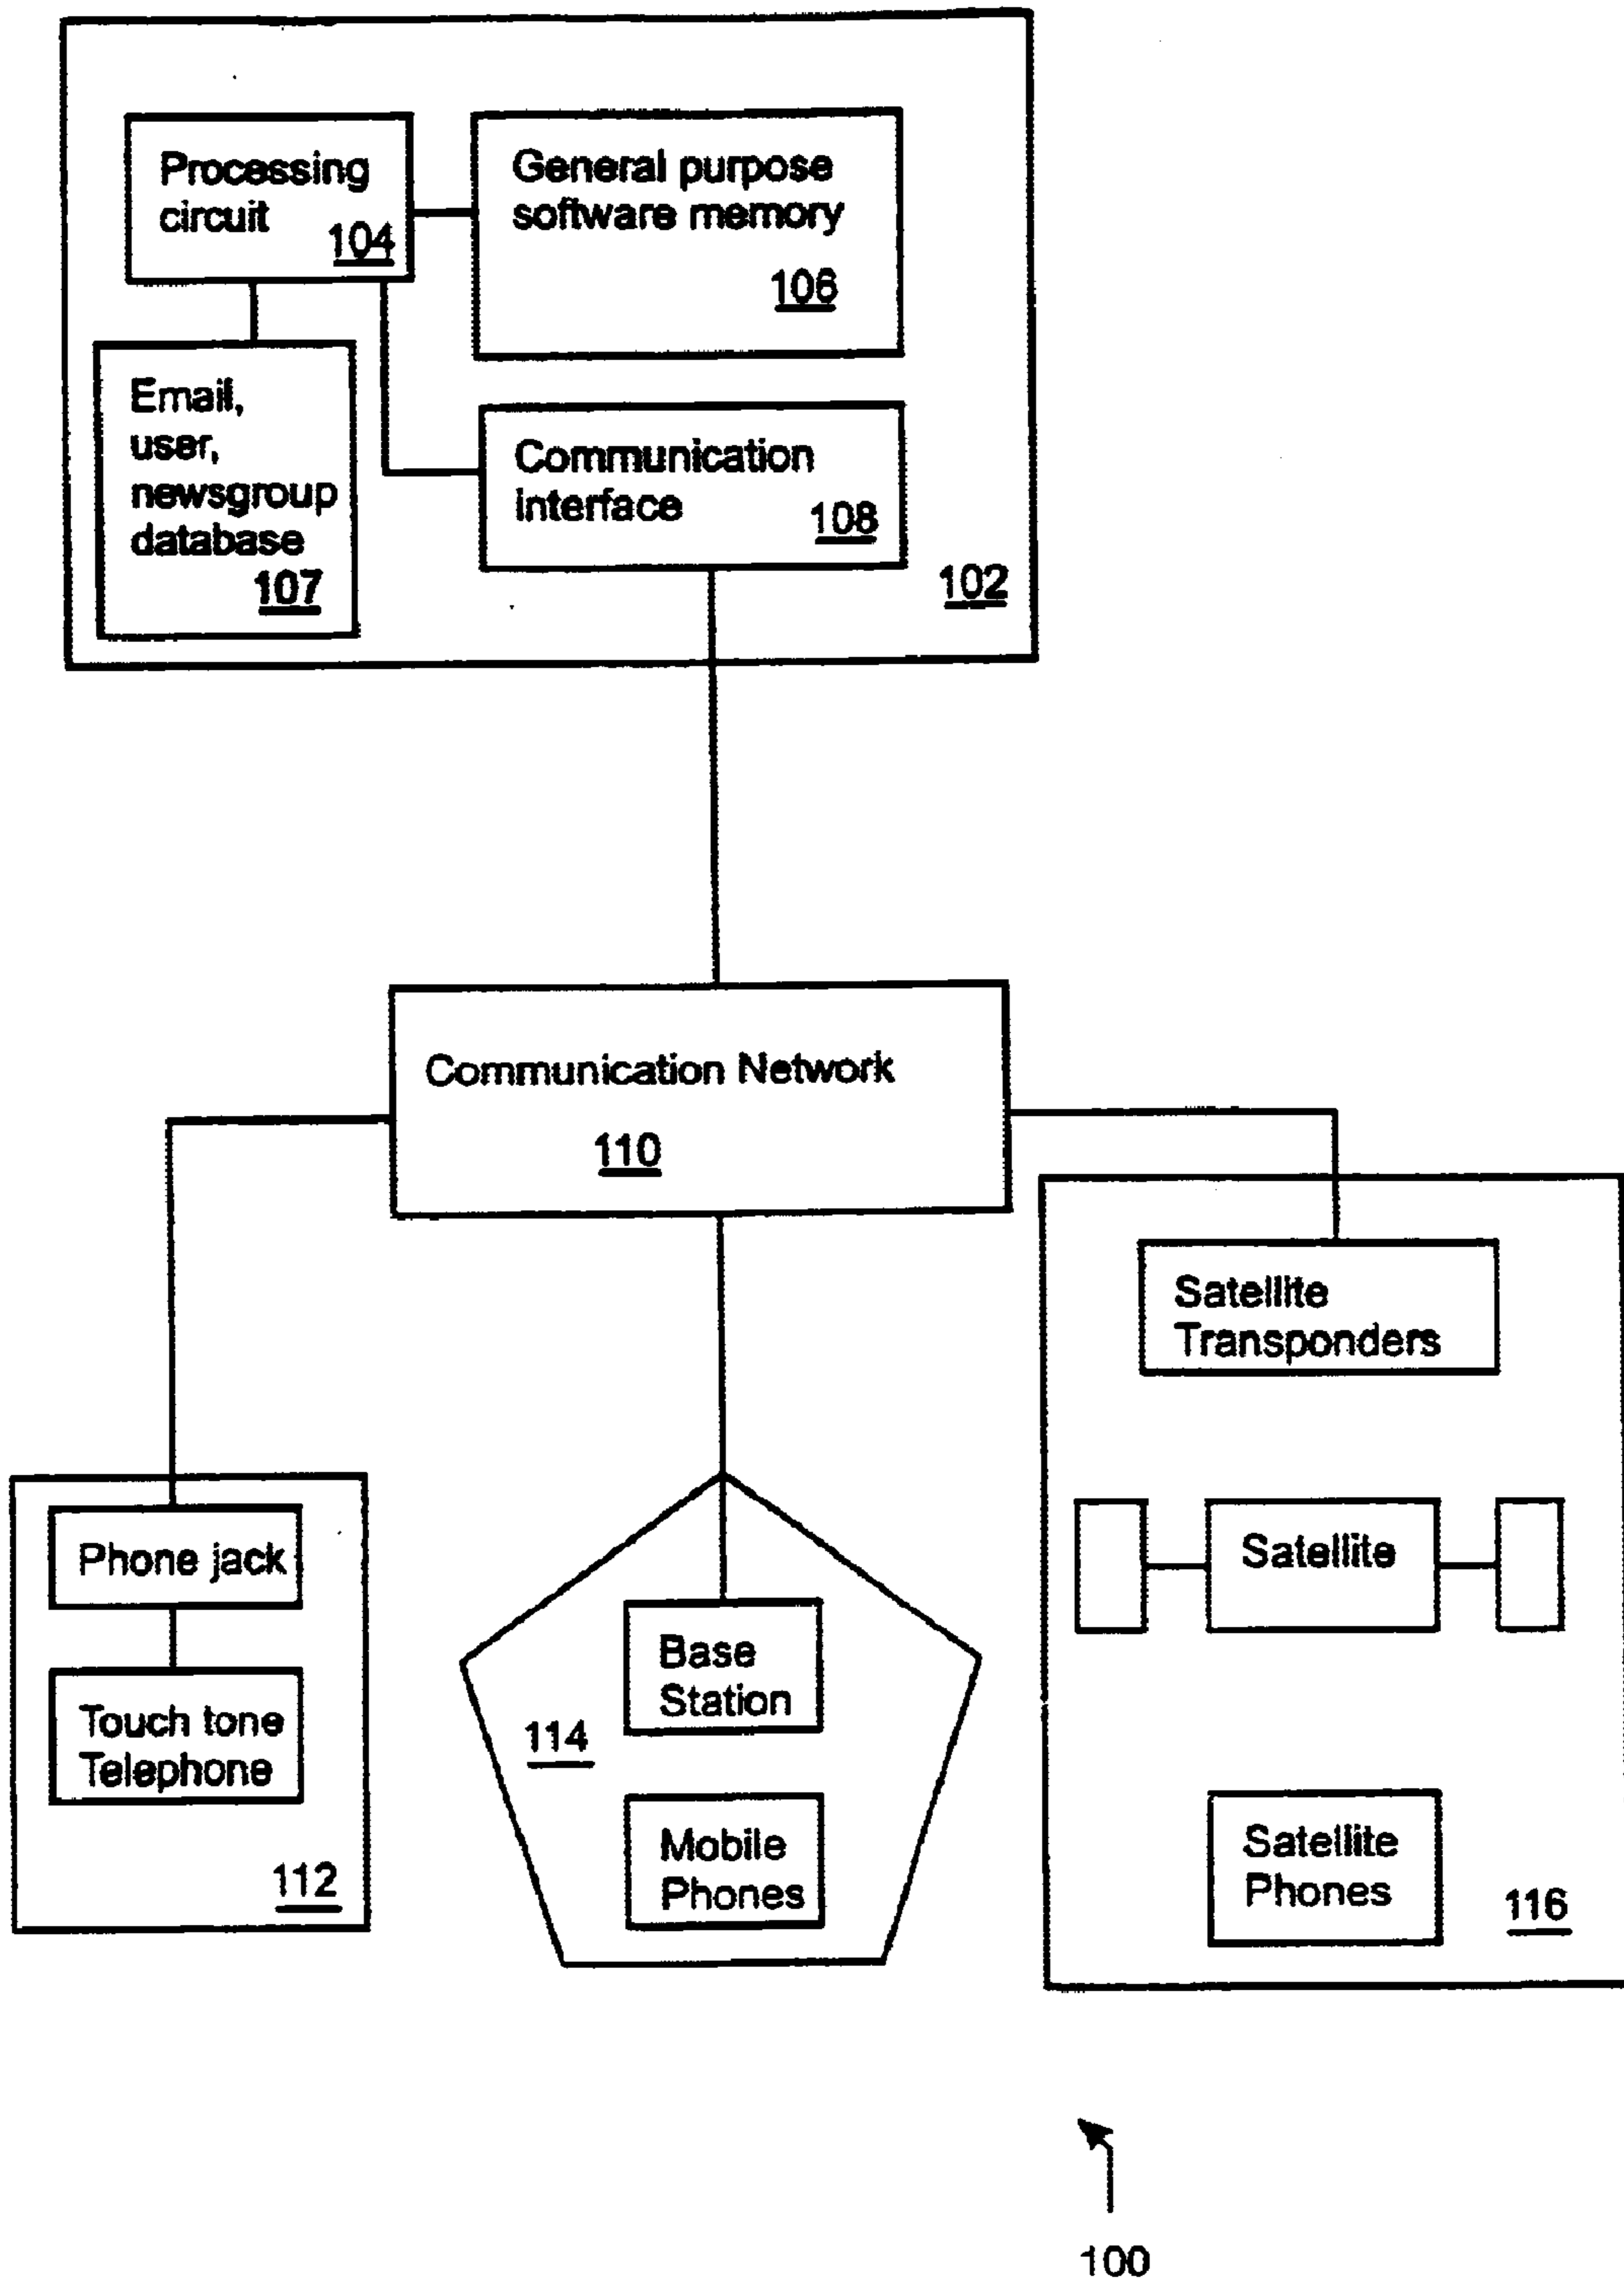 Processing
circuit
104
General purpose
software memory
106
Email,
user,
newsgroup
database
107
Communication
interface
108
102
Communication Network
110
Satellite
Transponders
Phone jack
Satellite
Base
Station
Touch tone
Telephone
114
Mobile
Phones
Satellite
Phones
112
116
100